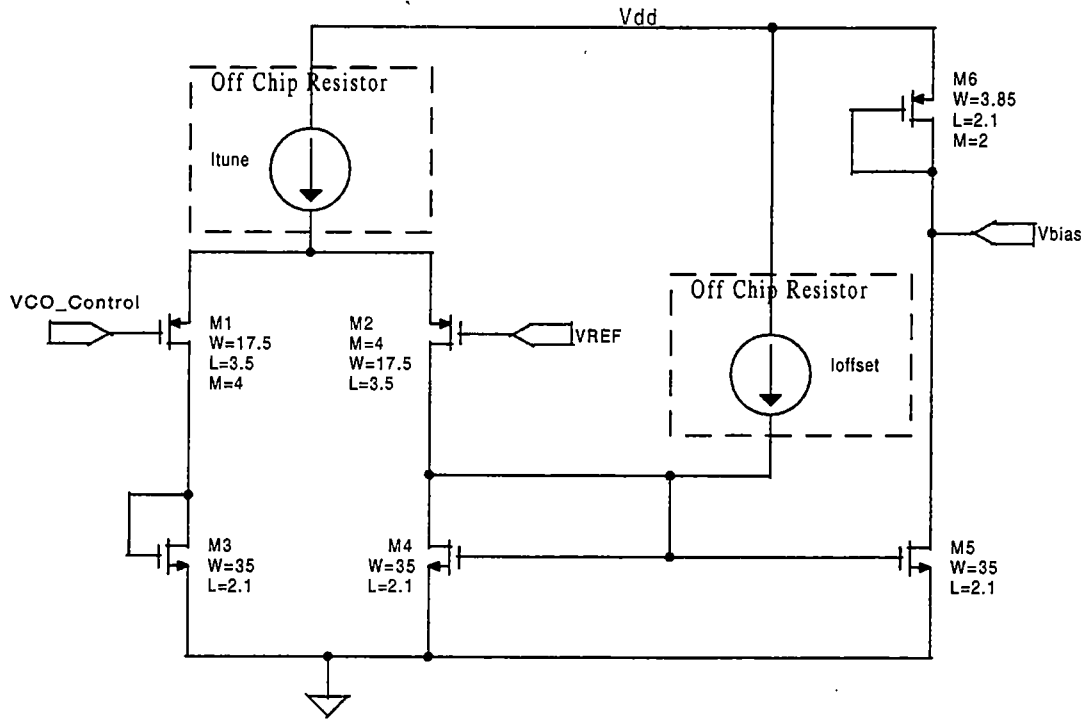 Vdd
Off Chip Resistor
Itune
M6
W=3.85
L=2.1
M=2
Vbias
Off Chip Resistor
Ioffset
VCO_Control
M1
W=17.5
L=3.5
M=4
M2
M=4
W=17.5
L=3.5
VREF
M3
W=35
L=2.1
M4
W=35
L=2.1
M5
W=35
L=2.1